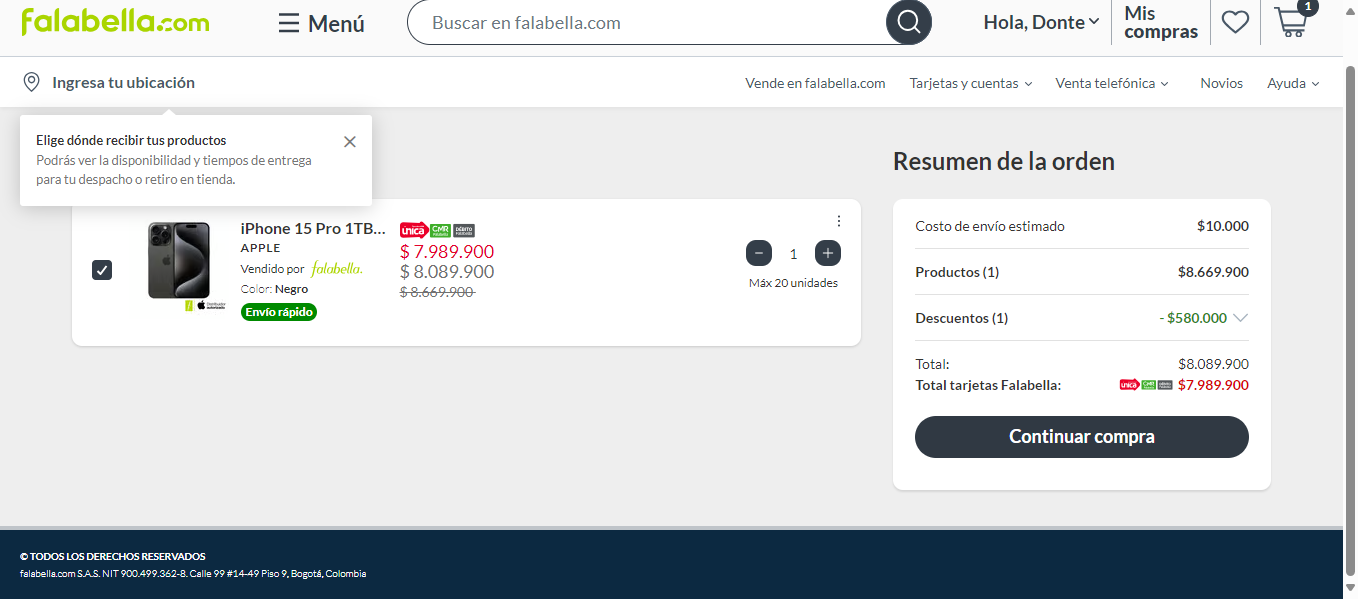 falabella.com
Menú
Buscar en falabella.com
Hola, Donte
Mis
compras
1
Ingresa tu ubicación
Vende en falabella.com
Tarjetas y cuentas
Venta telefónica
Novios
Ayuda
Elige dónde recibir tus productos
Podrás ver la disponibilidad y tiempos de entrega
para tu despacho o retiro en tienda.
iPhone 15 Pro 1TB...
APPLE
Vendido por falabella.
Color: Negro
Envío rápido
única CMR DÉBITO
$ 7.989.900
$ 8.089.900
$ 8.669.900
1
Máx 20 unidades
Resumen de la orden
Costo de envío estimado $10.000
Productos (1) $8.669.900
Descuentos (1) - $580.000
Total: $8.089.900
Total tarjetas Falabella: única CMR $7.989.900
Continuar compra
© TODOS LOS DERECHOS RESERVADOS
falabella.com S.A.S. NIT 900.499.362-8. Calle 99 #14-49 Piso 9, Bogotá, Colombia